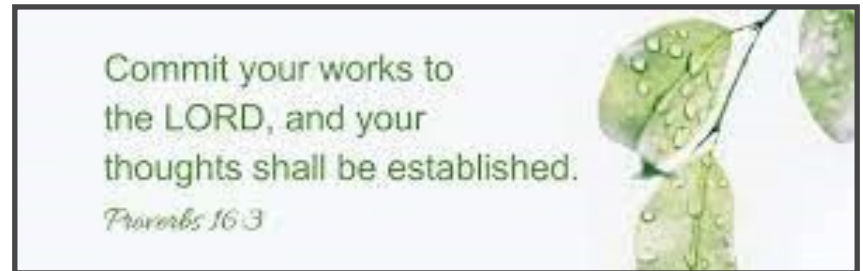 Commit your works to
the LORD, and your
thoughts shall be established.
Proverbs 16:3